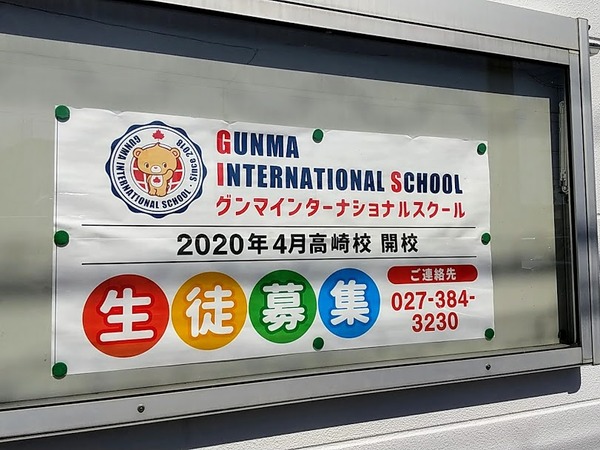 GUNMA INTERNATIONAL SCHOOL · Since 2016
GUNMA
INTERNATIONAL SCHOOL
グンマインターナショナルスクール
2020年4月高崎校 開校
生徒募集
ご連絡先
027-384-
3230